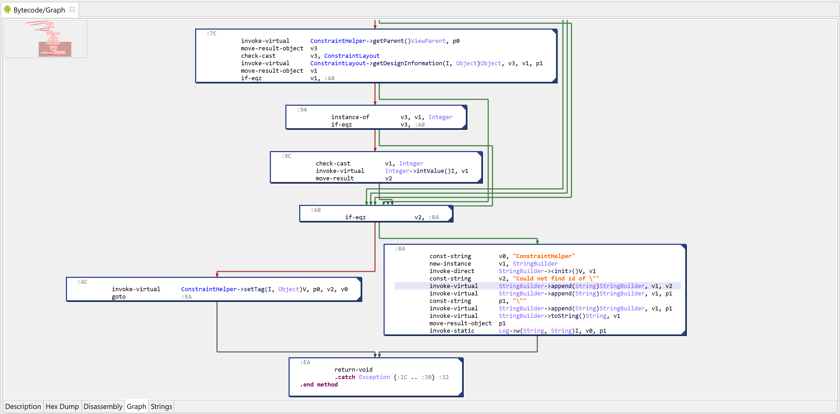 Bytecode/Graph
:7C
invoke-virtual ConstraintHelper->getParent()ViewParent, p0
move-result-object v3
check-cast v3, ConstraintLayout
invoke-virtual ConstraintLayout->getDesignInformation(I, Object)Object, v3, v1, p1
move-result-object v1
if-eqz v1, :A8
:94
instance-of v3, v1, Integer
if-eqz v3, :A8
:9C
check-cast v1, Integer
invoke-virtual Integer->intValue()I, v1
move-result v2
:A8
if-eqz v2, :B4
:B4
const-string v0, "ConstraintHelper"
new-instance v1, StringBuilder
invoke-direct StringBuilder-><init>()V, v1
const-string v2, "Could not find id of \""
invoke-virtual StringBuilder->append(String)StringBuilder, v1, v2
invoke-virtual StringBuilder->append(String)StringBuilder, v1, p1
const-string p1, "\""
invoke-virtual StringBuilder->append(String)StringBuilder, v1, p1
invoke-virtual StringBuilder->toString()String, v1
move-result-object p1
invoke-static Log->w(String, String)I, v0, p1
:AC
invoke-virtual ConstraintHelper->setTag(I, Object)V, p0, v2, v0
goto :EA
:EA
return-void
.catch Exception {:1C .. :30} :32
.end method
Description Hex Dump Disassembly Graph Strings